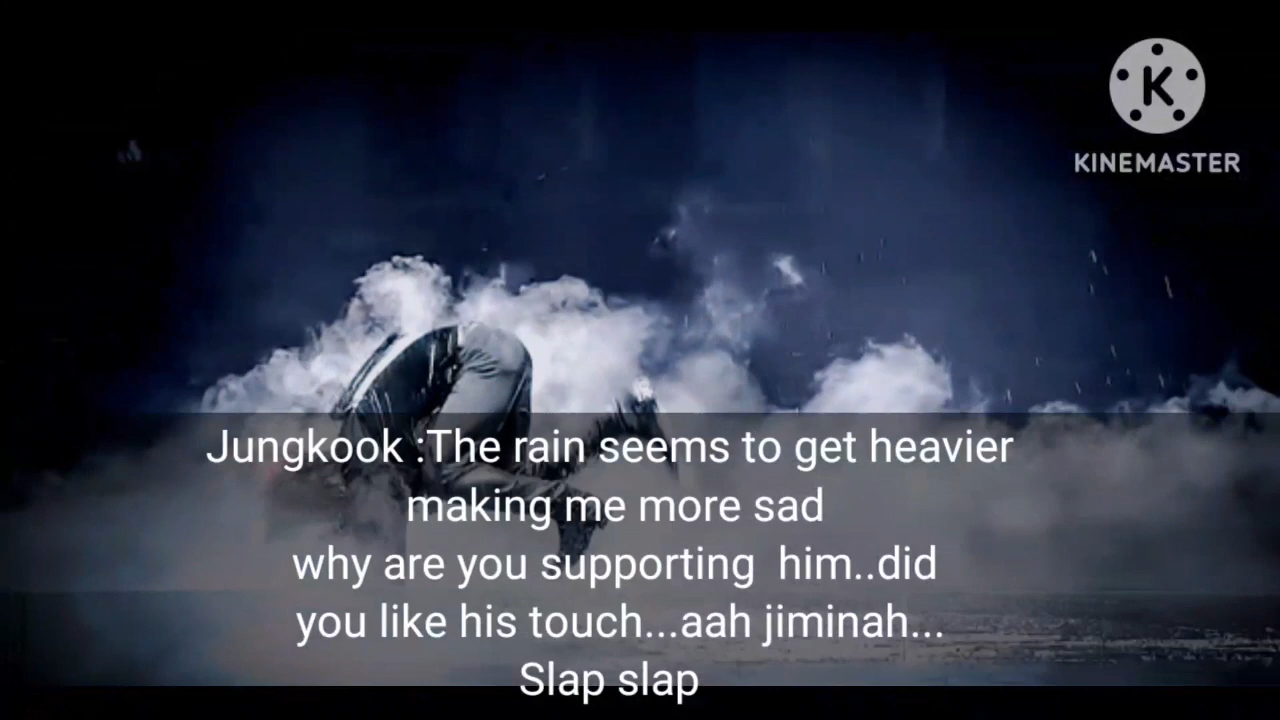 K
KINEMASTER
Jungkook :The rain seems to get heavier
making me more sad
why are you supporting  him..did
you like his touch...aah jiminah...
Slap slap